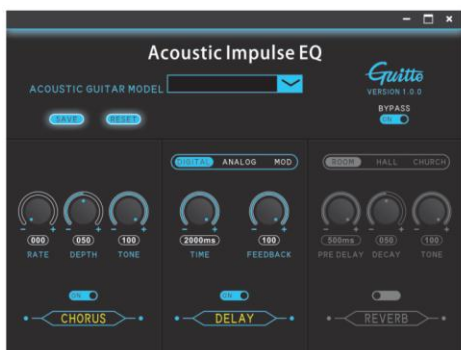 Acoustic Impulse EQ
Guitto
VERSION 1.0.0
ACOUSTIC GUITAR MODEL
BYPASS
SAVE RESET ON
DIGITAL ANALOG MOD ROOM HALL CHURCH
- + - + - + - + - + - + - + - +
000 050 100 2000ms 100 500ms 050 100
RATE DEPTH TONE TIME FEEDBACK PRE DELAY DECAY TONE
ON ON
CHORUS DELAY REVERB